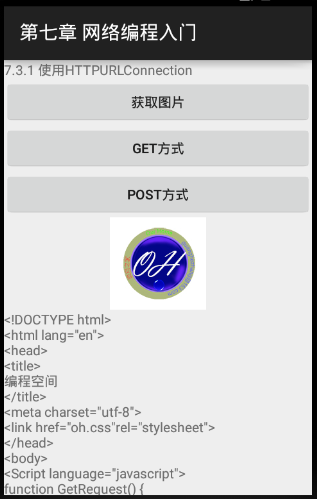 第七章 网络编程入门
7.3.1 使用HTTPURLConnection
获取图片
GET方式
POST方式
OH
<!DOCTYPE html>
<html lang="en">
<head>
<title>
编程空间
</title>
<meta charset="utf-8">
<link href="oh.css"rel="stylesheet">
</head>
<body>
<Script language="javascript">
function GetRequest() {